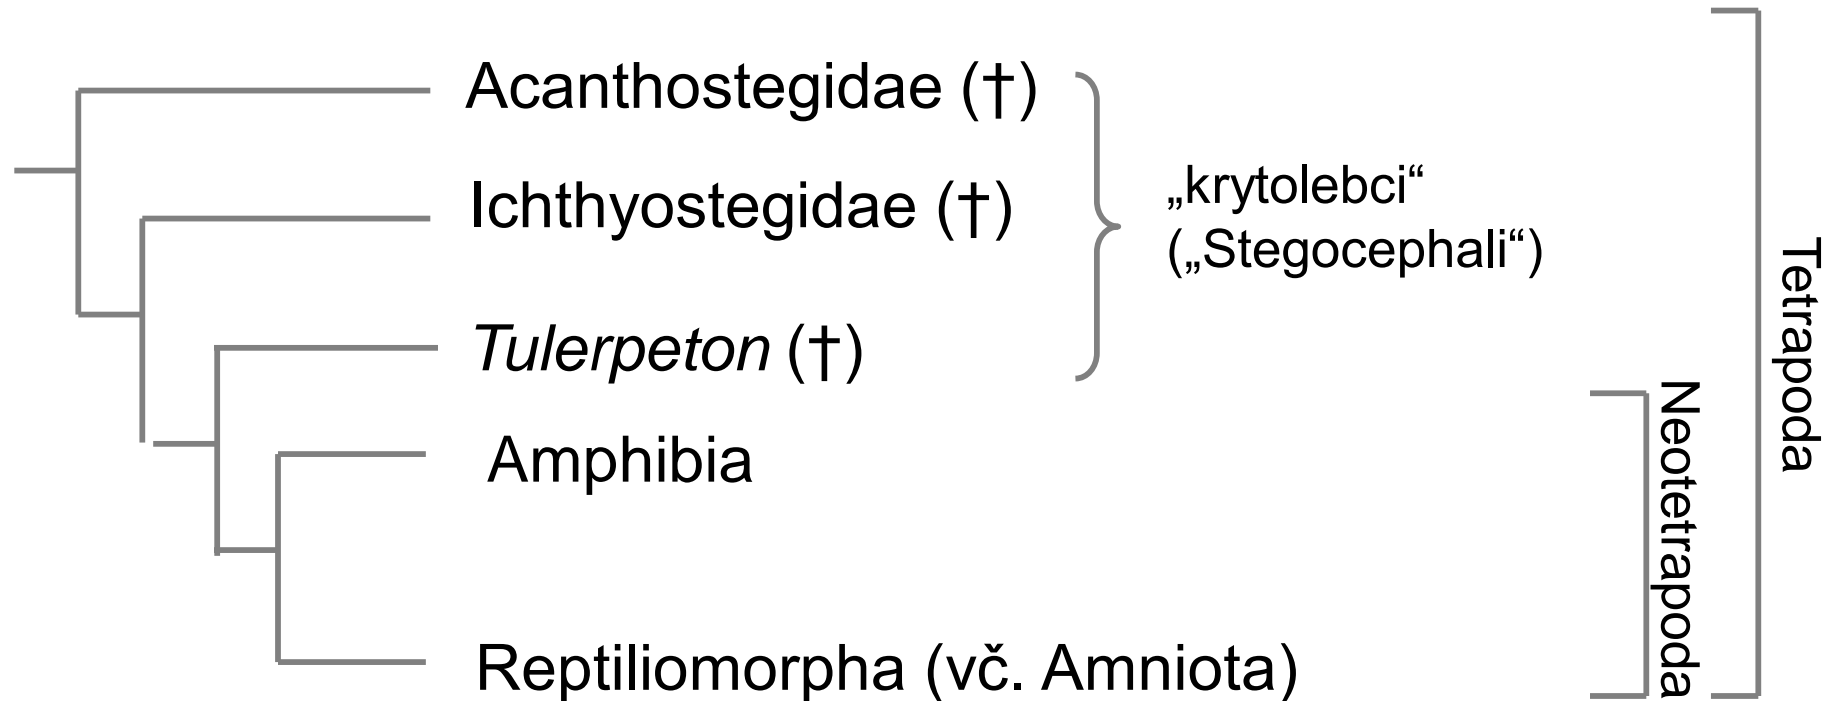 Acanthostegidae (†)
Ichthyostegidae (†)
„krytolebci“
(„Stegocephali“)
Tulerpeton (†)
Amphibia
Reptiliomorpha (vč. Amniota)
Neotetrapoda
Tetrapoda